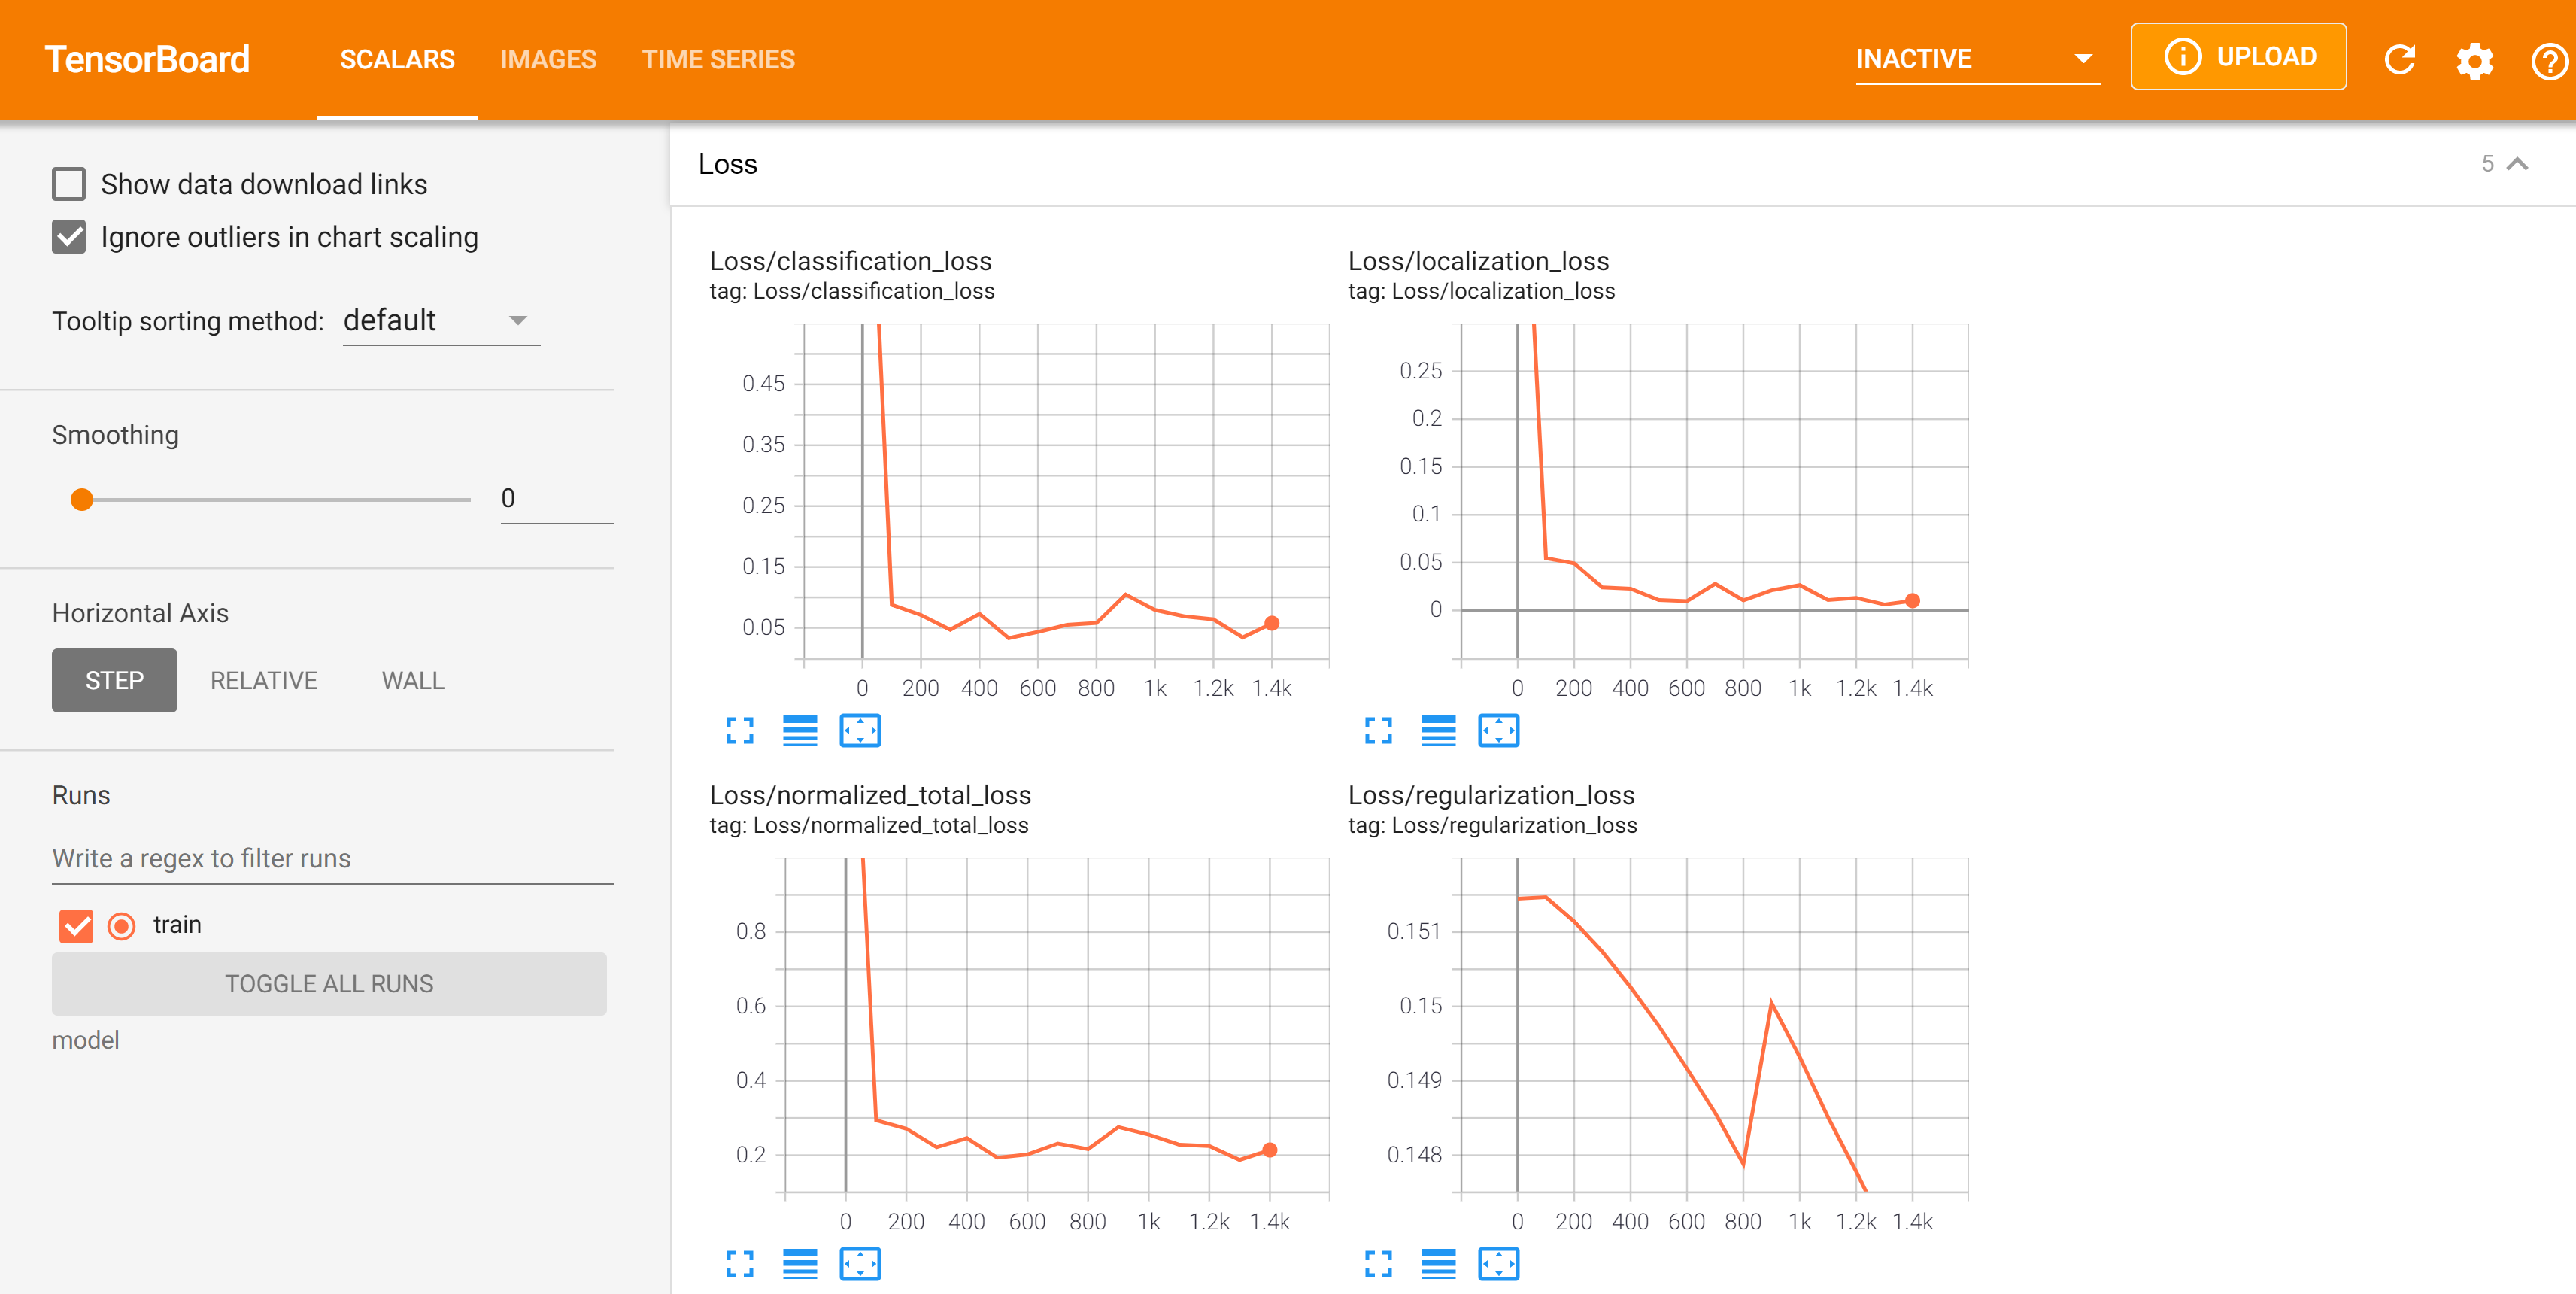 TensorBoard SCALARS IMAGES TIME SERIES INACTIVE UPLOAD
Show data download links
Ignore outliers in chart scaling
Tooltip sorting method: default
Smoothing
0
Horizontal Axis
STEP RELATIVE WALL
Runs
Write a regex to filter runs
train
TOGGLE ALL RUNS
model
Loss 5
Loss/classification_loss
tag: Loss/classification_loss
0.45
0.35
0.25
0.15
0.05
0 200 400 600 800 1k 1.2k 1.4k
Loss/localization_loss
tag: Loss/localization_loss
0.25
0.2
0.15
0.1
0.05
0
0 200 400 600 800 1k 1.2k 1.4k
Loss/normalized_total_loss
tag: Loss/normalized_total_loss
0.8
0.6
0.4
0.2
0 200 400 600 800 1k 1.2k 1.4k
Loss/regularization_loss
tag: Loss/regularization_loss
0.151
0.15
0.149
0.148
0 200 400 600 800 1k 1.2k 1.4k